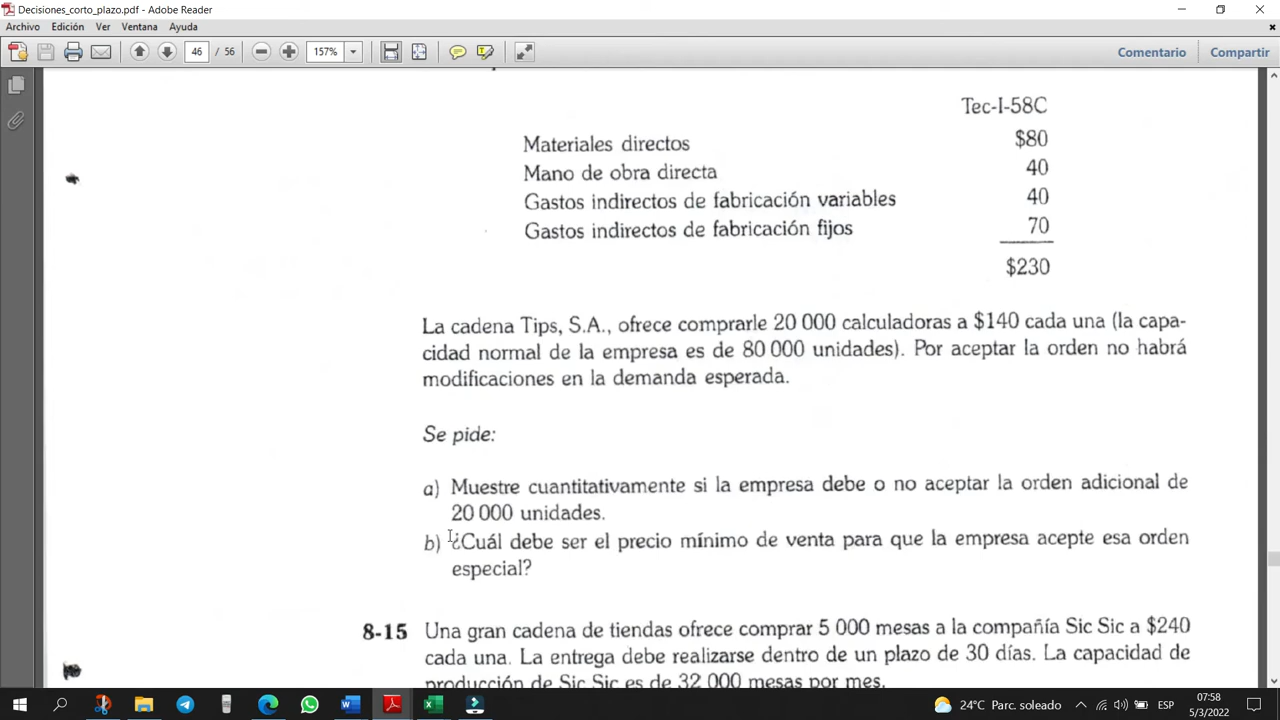 Decisiones_corto_plazo.pdf - Adobe Reader
Archivo Edición Ver Ventana Ayuda
46 / 56 157% Comentario Compartir
Tec-I-58C
Materiales directos $80
Mano de obra directa 40
Gastos indirectos de fabricación variables 40
Gastos indirectos de fabricación fijos 70
$230
La cadena Tips, S.A., ofrece comprarle 20 000 calculadoras a $140 cada una (la capa-
cidad normal de la empresa es de 80 000 unidades). Por aceptar la orden no habrá
modificaciones en la demanda esperada.
Se pide:
a) Muestre cuantitativamente si la empresa debe o no aceptar la orden adicional de
20 000 unidades.
b) ¿Cuál debe ser el precio mínimo de venta para que la empresa acepte esa orden
especial?
8-15 Una gran cadena de tiendas ofrece comprar 5 000 mesas a la compañía Sic Sic a $240
cada una. La entrega debe realizarse dentro de un plazo de 30 días. La capacidad de
producción de Sic Sic es de 32 000 mesas por mes.
24°C Parc. soleado ESP 07:58
5/3/2022